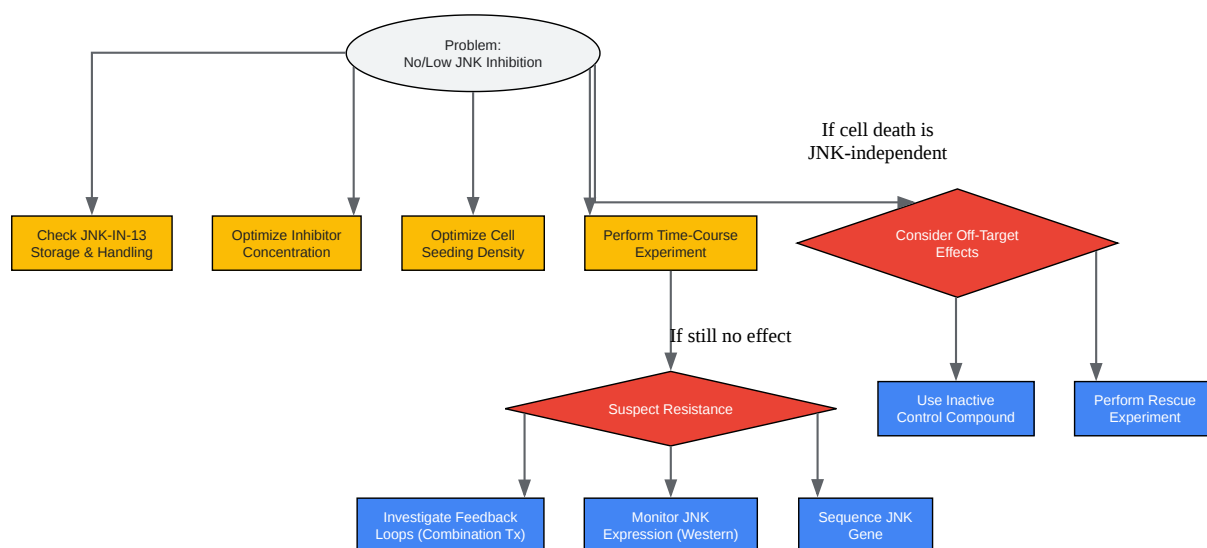 Problem:
No/Low JNK Inhibition
If cell death is
JNK-independent
Check JNK-IN-13
Storage & Handling
Optimize Inhibitor
Concentration
Optimize Cell
Seeding Density
Perform Time-Course
Experiment
Consider Off-Target
Effects
If still no effect
Suspect Resistance
Use Inactive
Control Compound
Perform Rescue
Experiment
Investigate Feedback
Loops (Combination Tx)
Monitor JNK
Expression (Western)
Sequence JNK
Gene